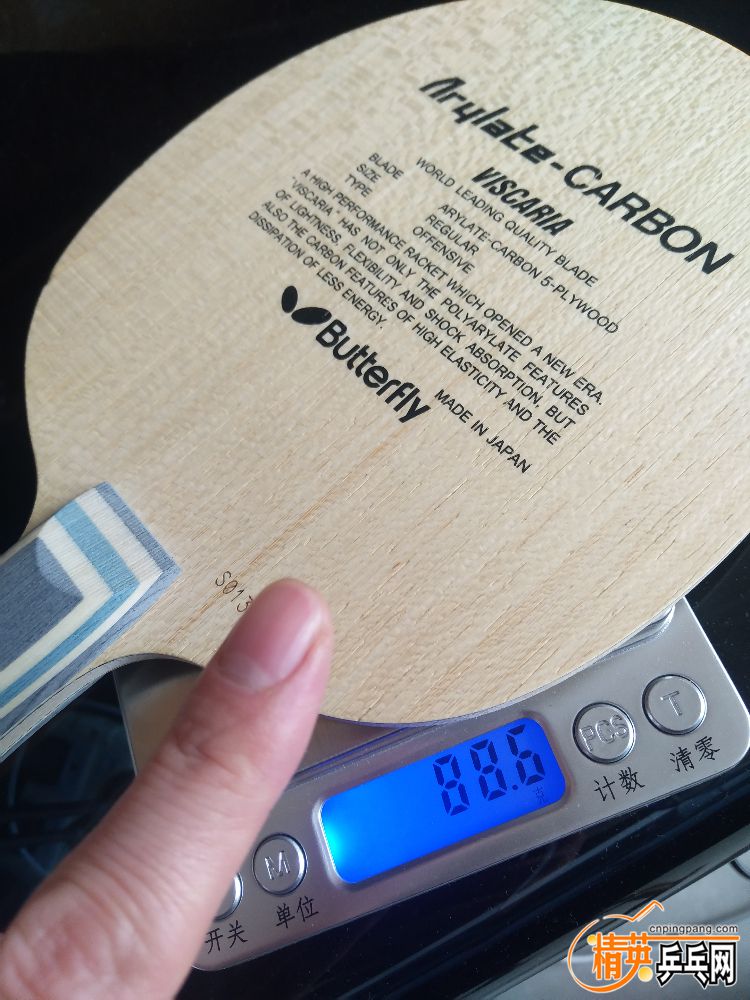 Arylate-CARBON
VISCARIA
WORLD LEADING QUALITY BLADE
BLADE ARYLATE-CARBON 5-PLYWOOD
SIZE REGULAR
TYPE OFFENSIVE
A HIGH PERFORMANCE RACKET WHICH OPENED A NEW ERA.
"VISCARIA" HAS NOT ONLY THE POLYARYLATE FEATURES
OF LIGHTNESS, FLEXIBILITY AND SHOCK ABSORPTION, BUT
ALSO THE CARBON FEATURES OF HIGH ELASTICITY AND THE
DISSIPATION OF LESS ENERGY.
Butterfly
MADE IN JAPAN
S013
88.6
克
PCS
计数
T
清零
M
单位
开关
cnpingpang.com
精英乒乓网